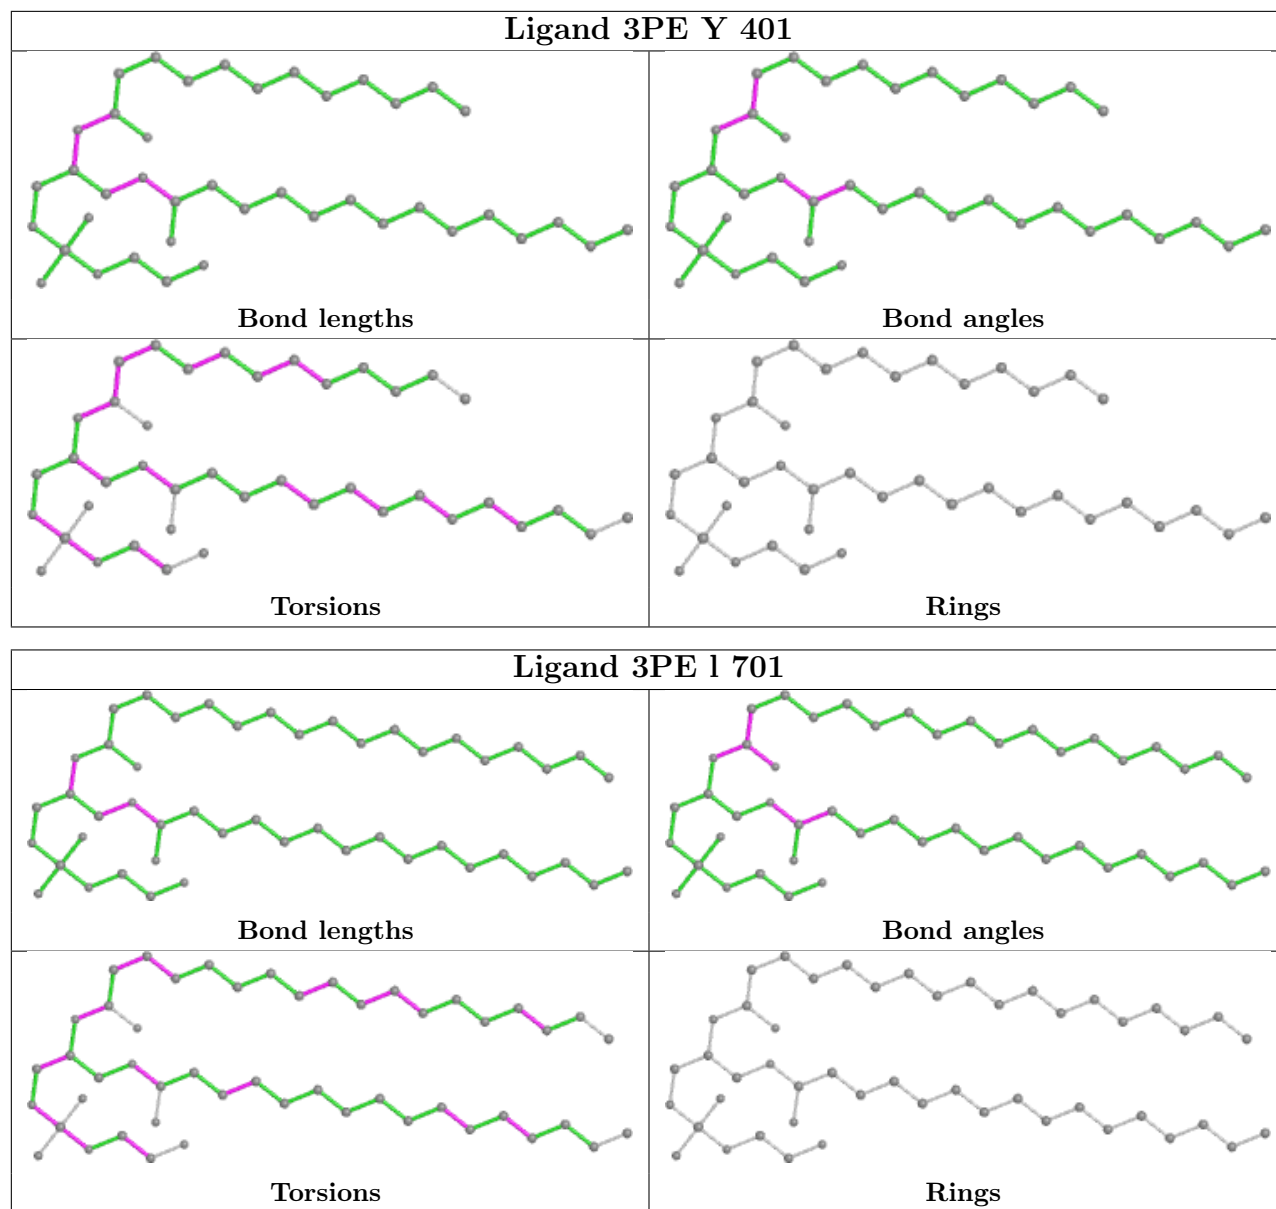 Ligand 3PE Y 401
Bond lengths
Bond angles
Torsions
Rings
Ligand 3PE l 701
Bond lengths
Bond angles
Torsions
Rings